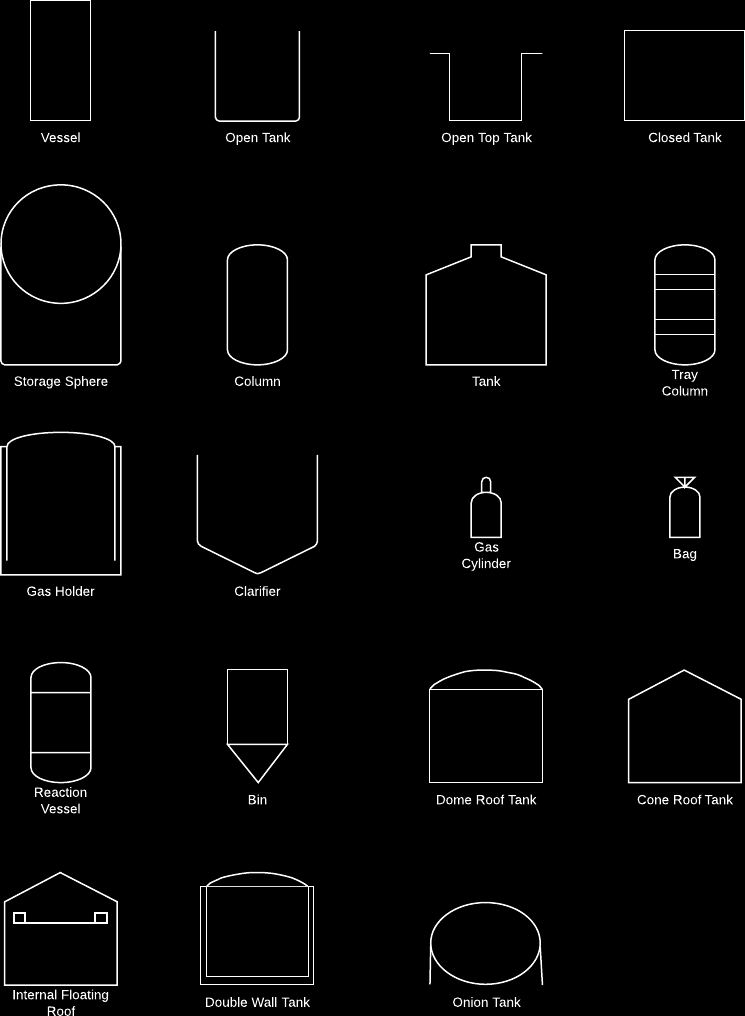 Vessel
Open Tank
Open Top Tank
Closed Tank
Storage Sphere
Column
Tank
Tray
Column
Gas Holder
Clarifier
Gas
Cylinder
Bag
Reaction
Vessel
Bin
Dome Roof Tank
Cone Roof Tank
Internal Floating
Roof
Double Wall Tank
Onion Tank